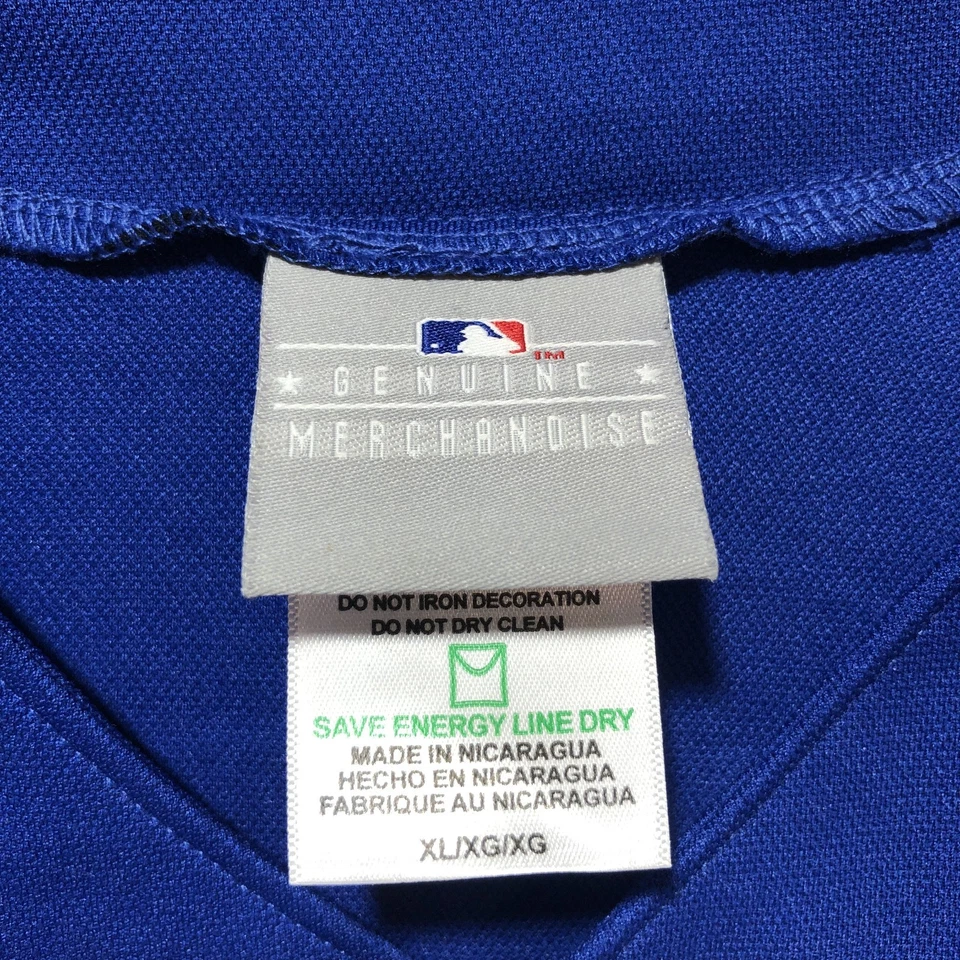 TM
★ GENUINE ★
MERCHANDISE
DO NOT IRON DECORATION
DO NOT DRY CLEAN
SAVE ENERGY LINE DRY
MADE IN NICARAGUA
HECHO EN NICARAGUA
FABRIQUE AU NICARAGUA
XL/XG/XG